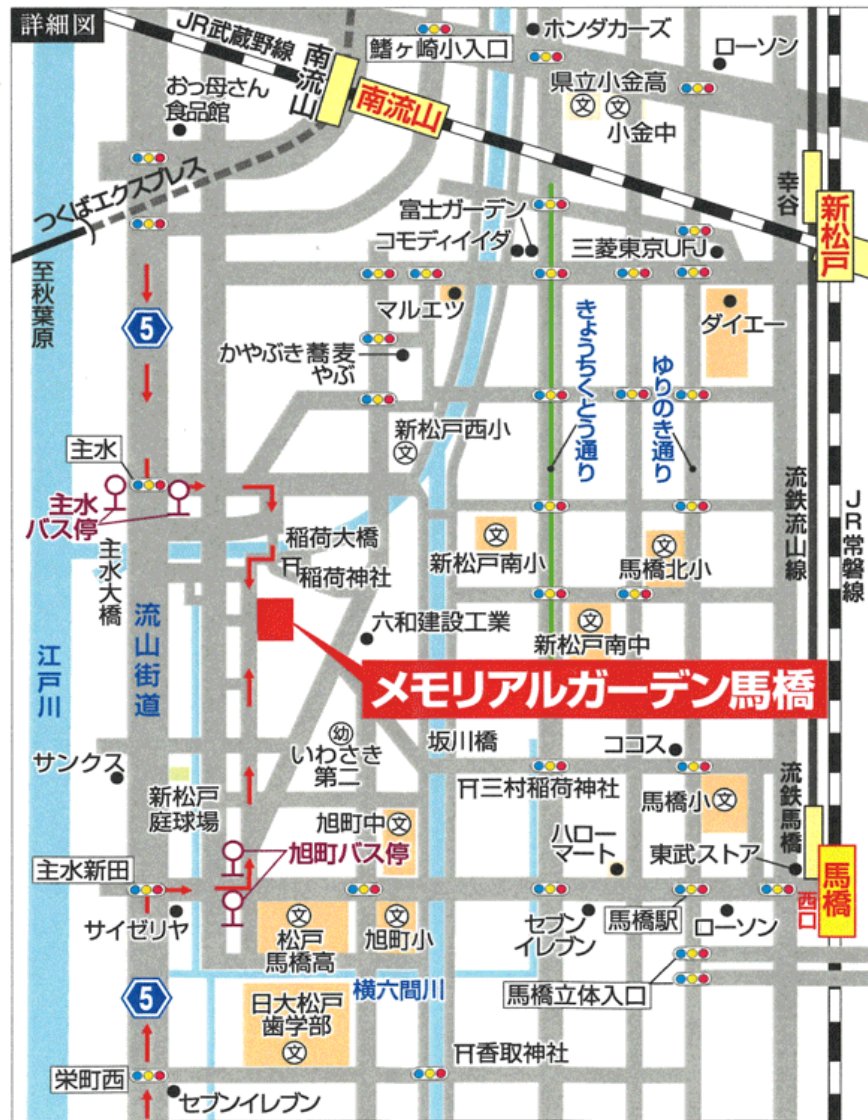 詳細図
JR武蔵野線
南流山
南流山
鰭ヶ崎小入口
ホンダカーズ
ローソン
県立小金高
文
文
小金中
おっ母さん
食品館
つくばエクスプレス
至秋葉原
幸谷
新松戸
富士ガーデン
コモディイイダ
三菱東京UFJ
マルエツ
ダイエー
5
かやぶき蕎麦
やぶ
きょうちくとう通り
ゆりのき通り
新松戸西小
文
主水
主水
バス停
主水大橋
稲荷大橋
稲荷神社
文
新松戸南小
文
馬橋北小
流鉄流山線
JR常磐線
江戸川
流山街道
六和建設工業
文
新松戸南中
メモリアルガーデン馬橋
幼
いわさき
第二
坂川橋
ココス
サンクス
新松戸
庭球場
三村稲荷神社
馬橋小
文
流鉄馬橋
旭町中
文
旭町バス停
ハロー
マート
東武ストア
主水新田
馬橋
西口
サイゼリヤ
文
松戸
馬橋高
文
旭町小
セブン
イレブン
馬橋駅
ローソン
5
横六間川
馬橋立体入口
日大松戸
歯学部
文
香取神社
栄町西
セブンイレブン